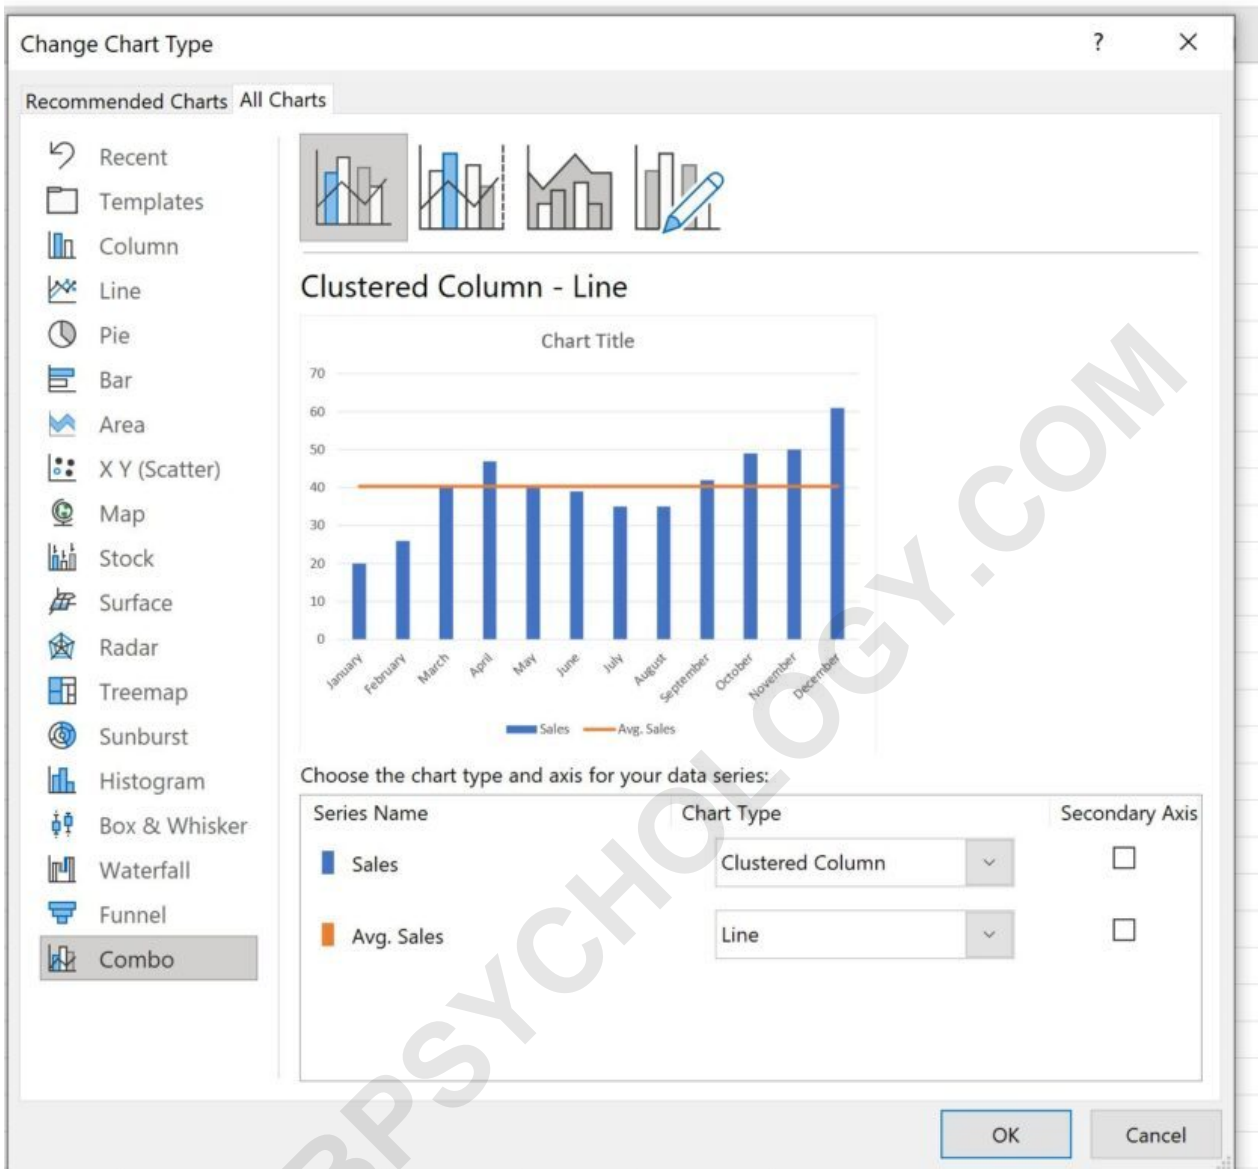 Change Chart Type
?
Recommended Charts All Charts
Recent
Templates
Column
Line
Pie
Bar
Area
X Y (Scatter)
Map
Stock
Surface
Radar
Treemap
Sunburst
Histogram
Box & Whisker
Waterfall
Funnel
Combo
Clustered Column - Line
Chart Title
70
60
50
40
30
20
10
0
January February March April May June July August September October November December
Sales Avg. Sales
Choose the chart type and axis for your data series:
Series Name Chart Type Secondary Axis
Sales Clustered Column
Avg. Sales Line
OK Cancel
BPSYCHOLOGY.COM